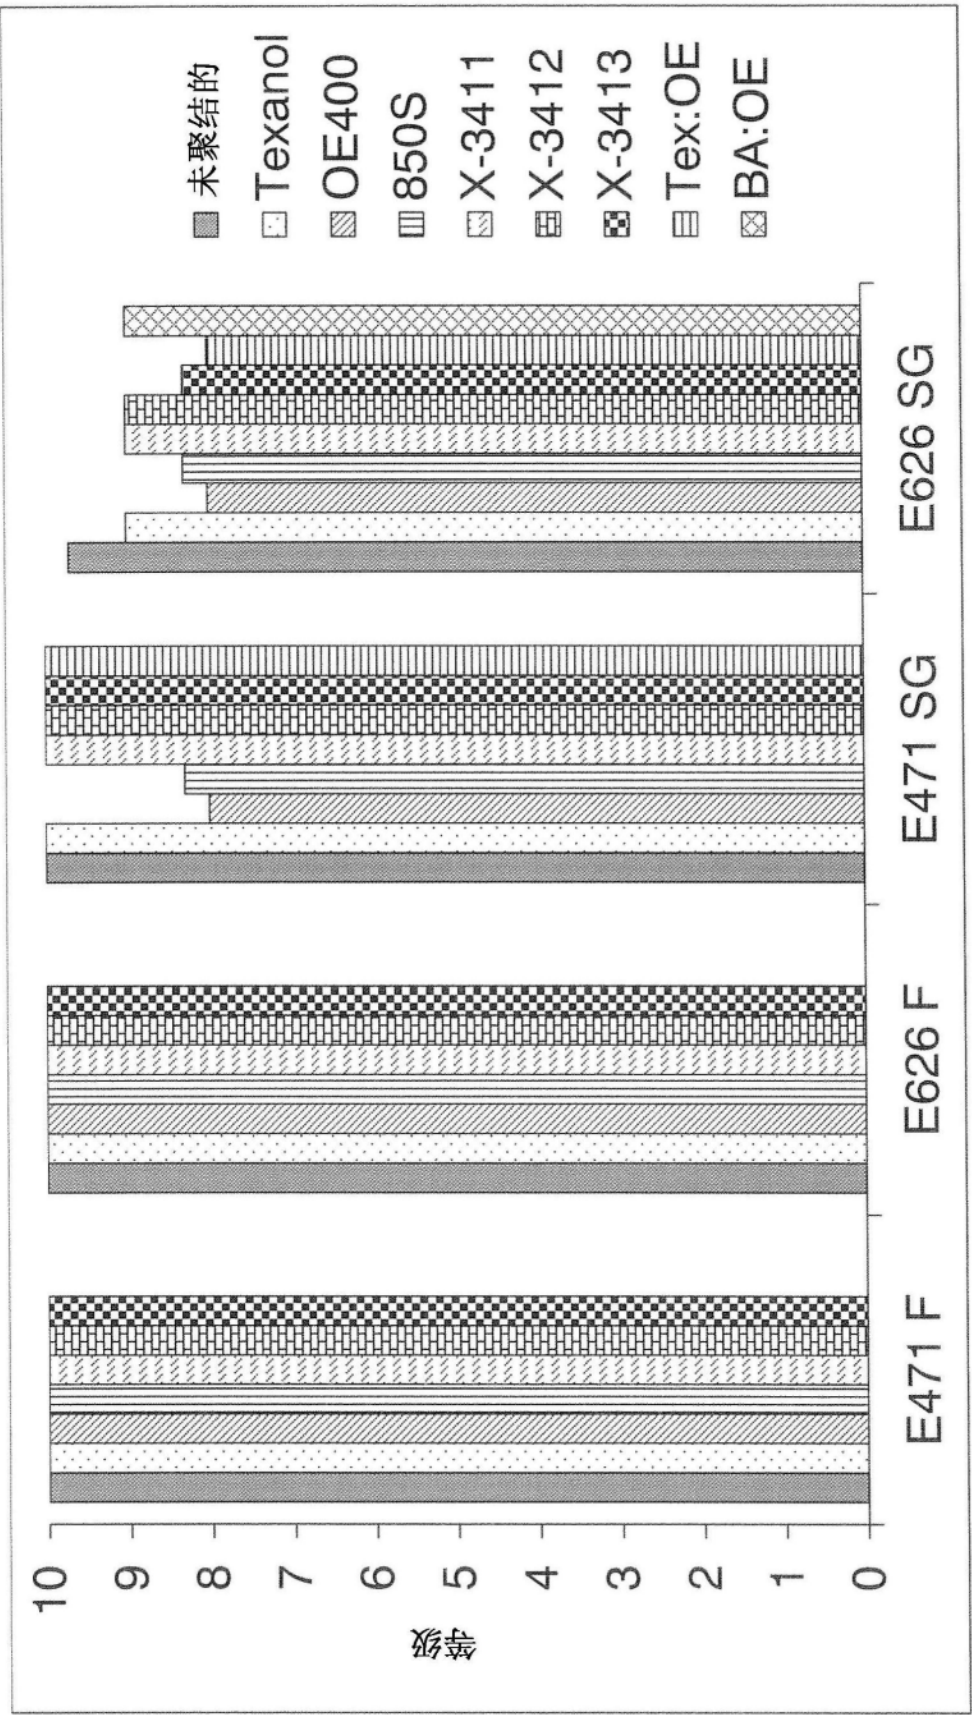 等级
10
9
8
7
6
5
4
3
2
1
0
E471 F
E626 F
E471 SG
E626 SG
未聚结的
Texanol
OE400
850S
X-3411
X-3412
X-3413
Tex:OE
BA:OE